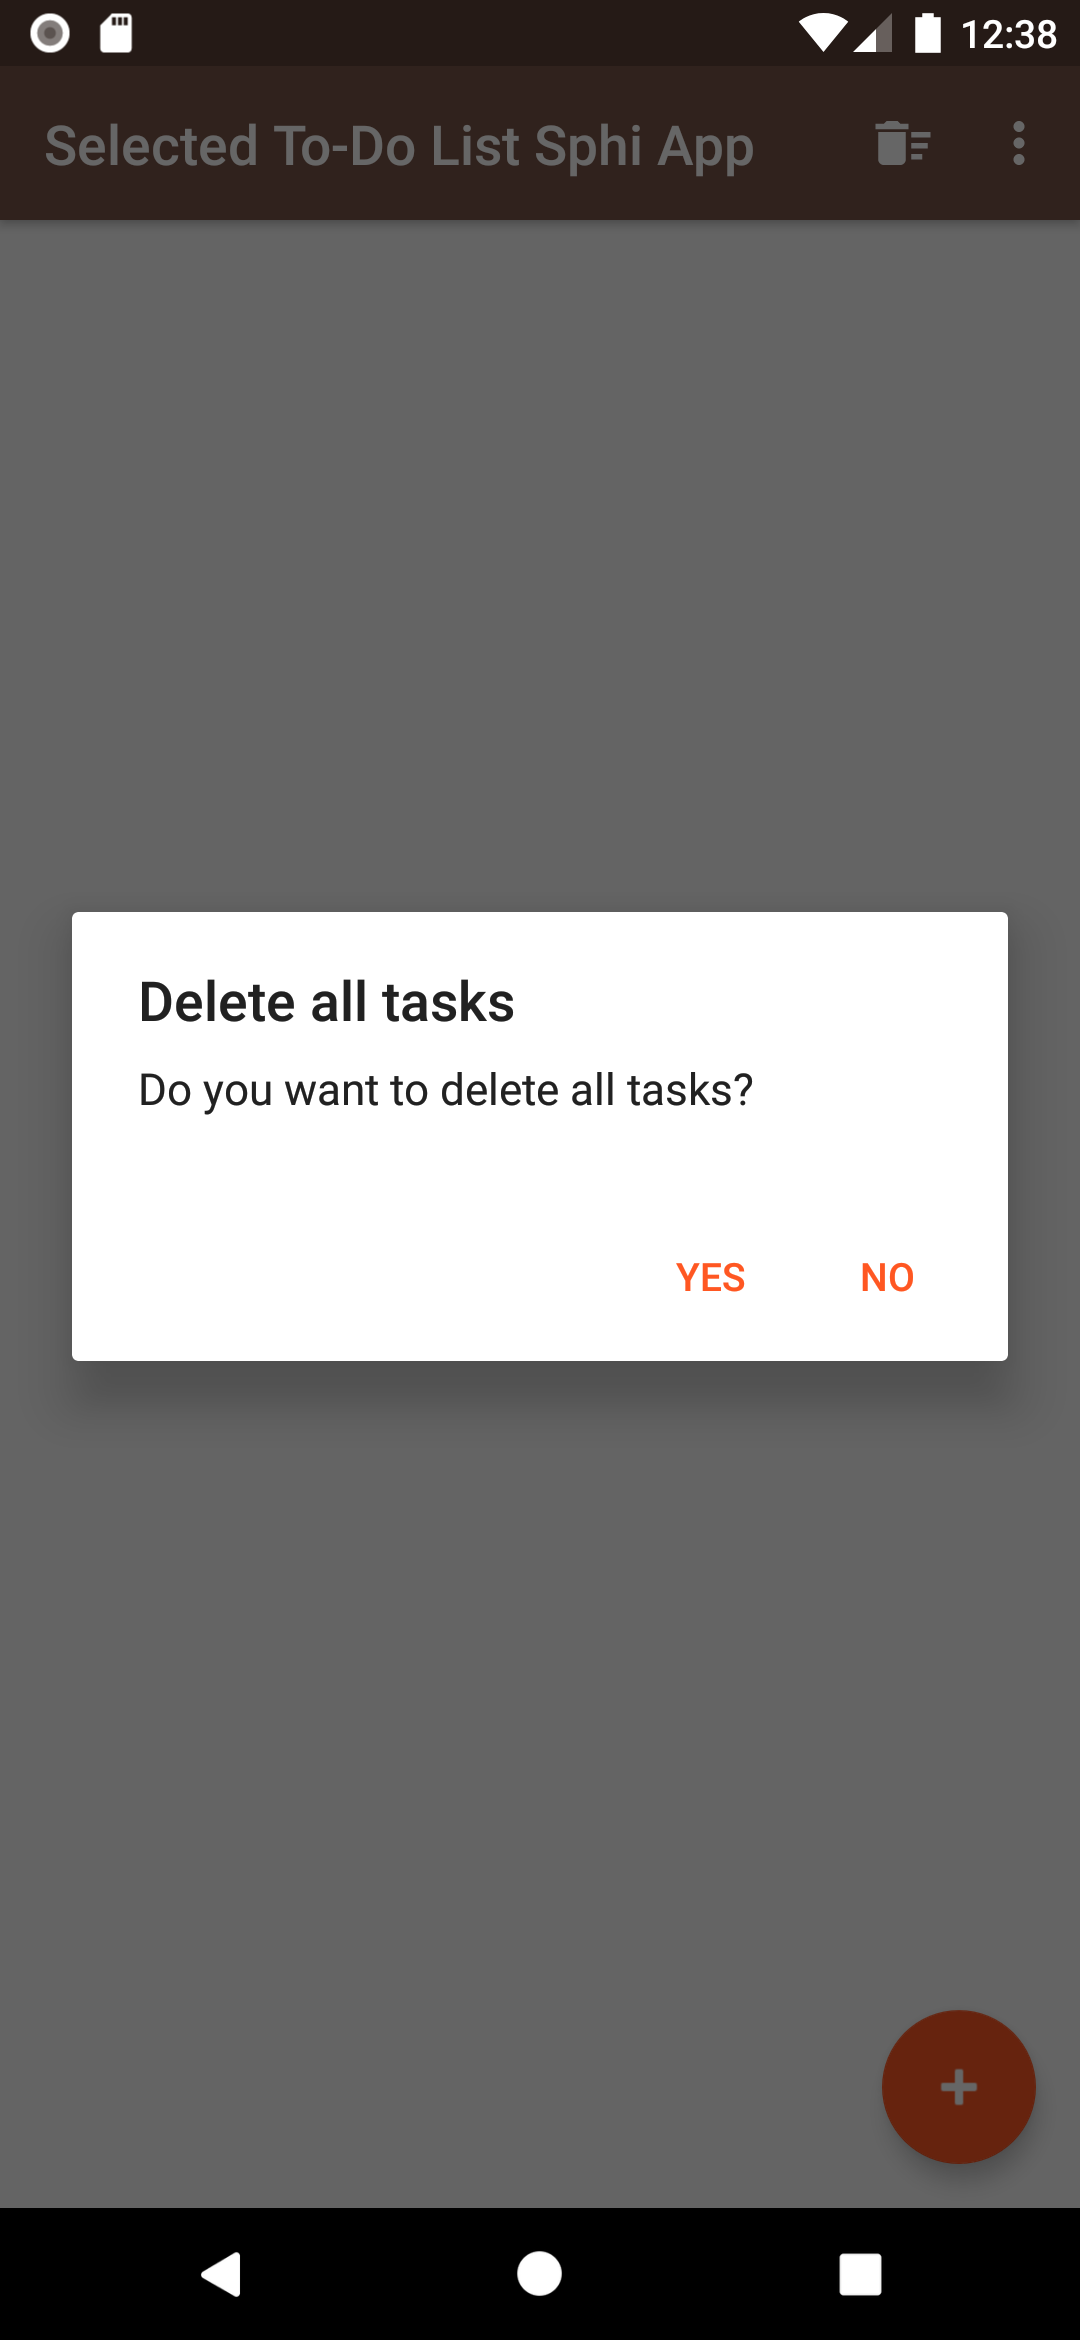 12:38
Selected To-Do List Sphi App
Delete all tasks
Do you want to delete all tasks?
YES NO